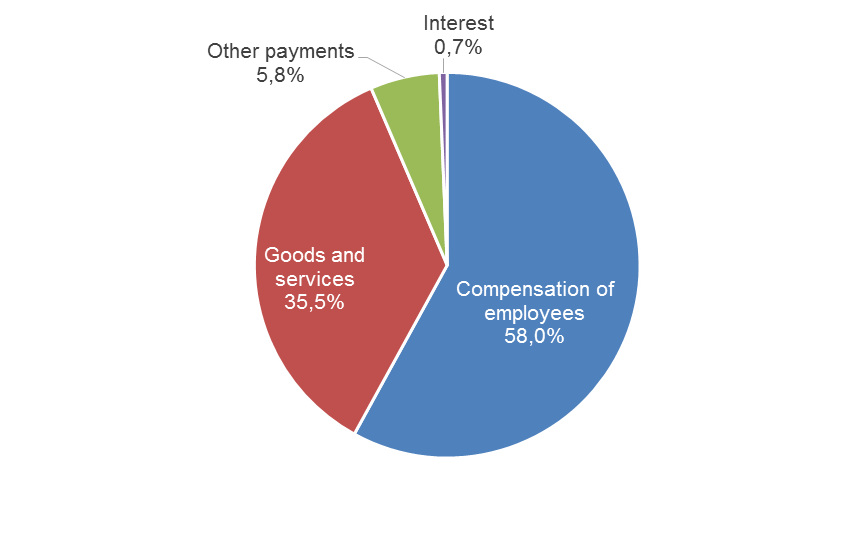 Interest
0,7%
Other payments
5,8%
Goods and
services
35,5%
Compensation of
employees
58,0%